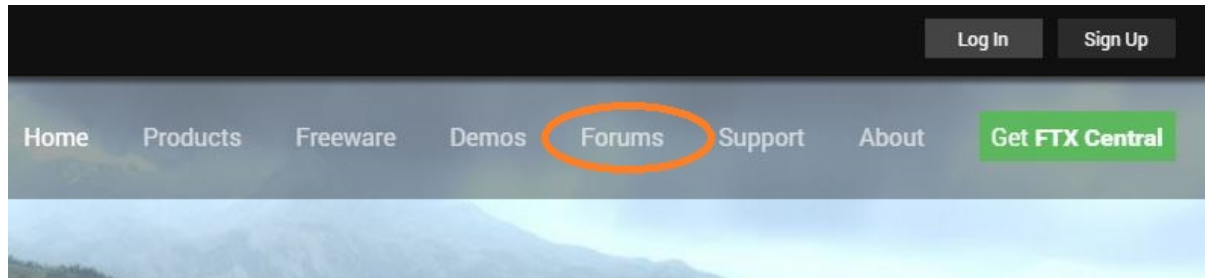 Log In Sign Up
Home Products Freeware Demos Forums Support About Get FTX Central